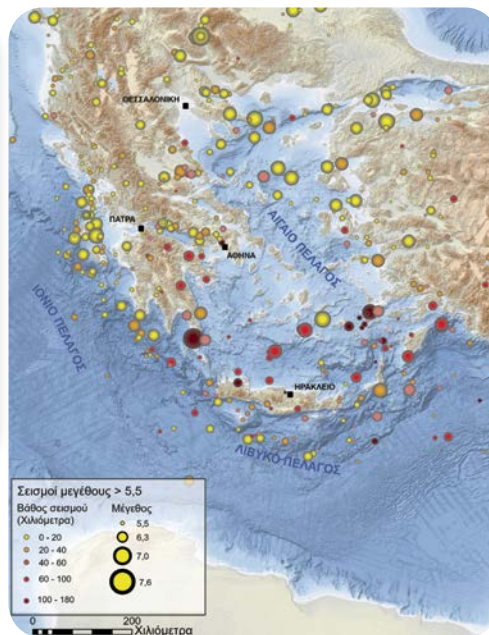 ΘΕΣΣΑΛΟΝΙΚΗ
ΠΑΤΡΑ
ΑΘΗΝΑ
ΑΙΓΑΙΟ ΠΕΛΑΓΟΣ
ΙΟΝΙΟ ΠΕΛΑΓΟΣ
ΗΡΑΚΛΕΙΟ
ΛΙΒΥΚΟ ΠΕΛΑΓΟΣ
Σεισμοί μεγέθους > 5,5
Βάθος σεισμού
(Χιλιόμετρα)
0 - 20
20 - 40
40 - 60
60 - 100
100 - 180
Μέγεθος
5,5
6,3
7,0
7,6
0 200
Χιλιόμετρα